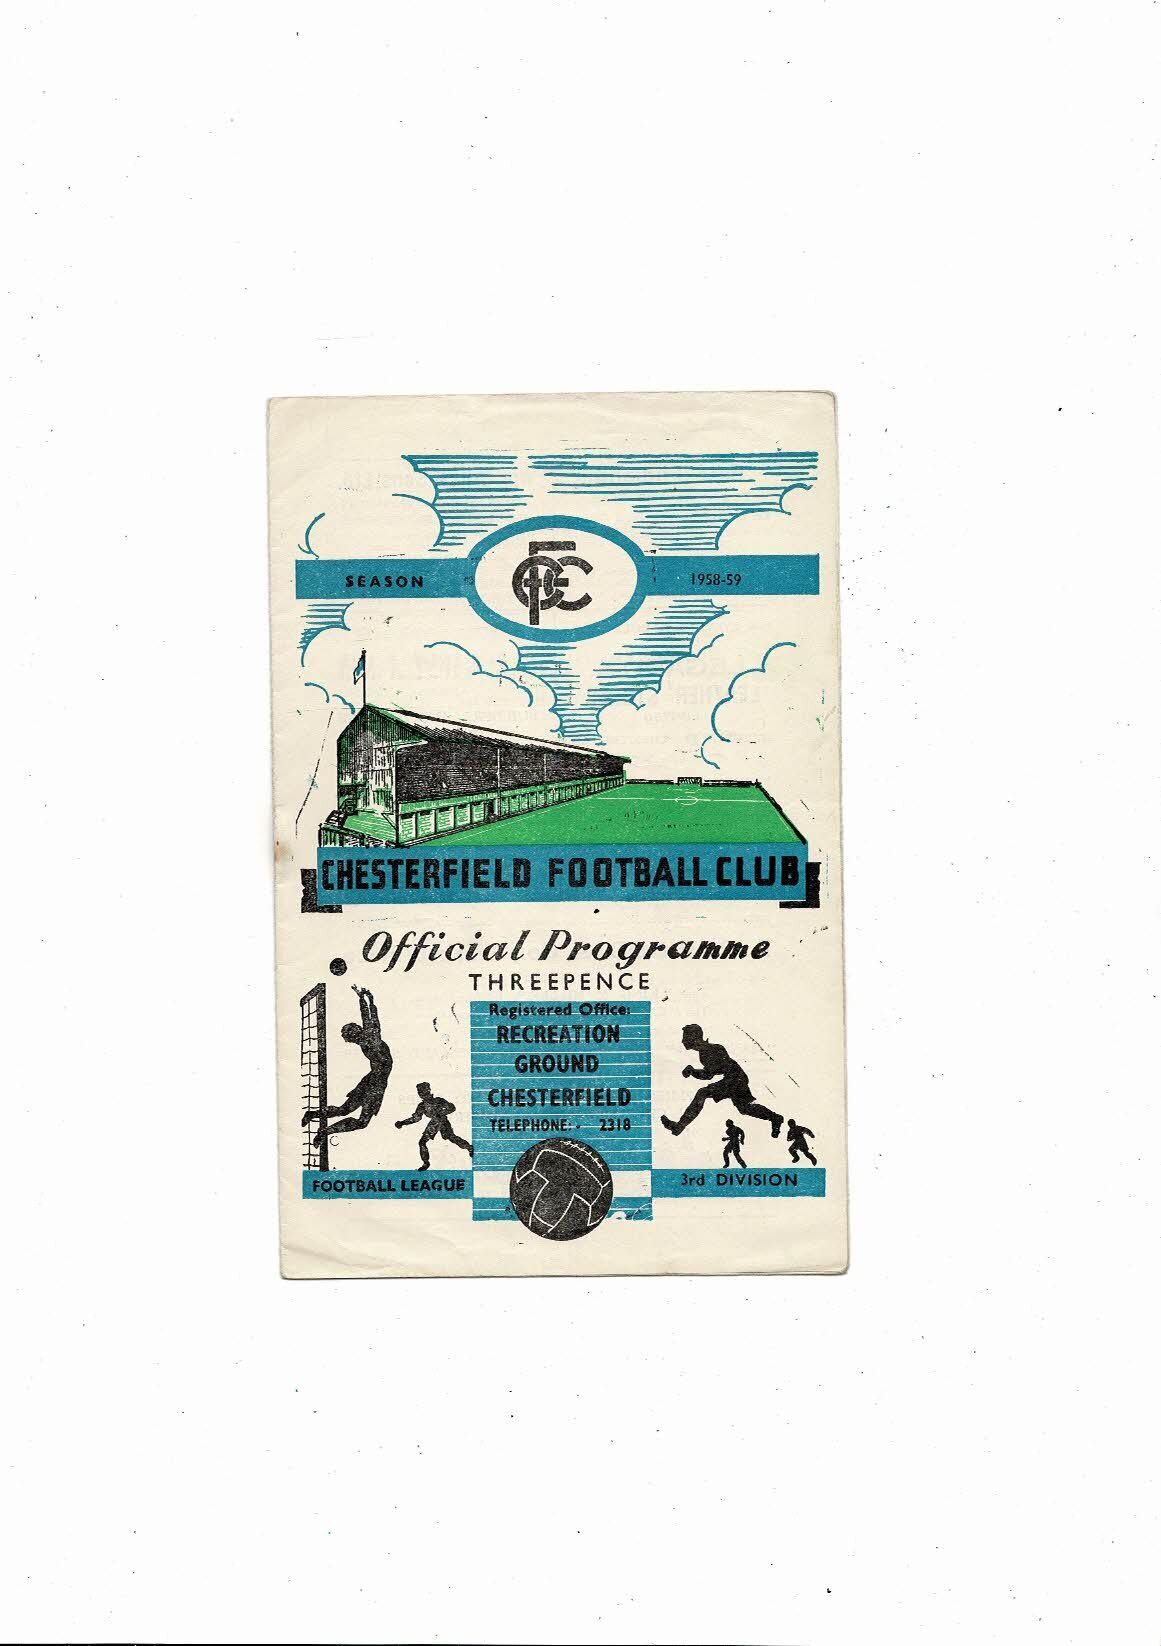 SEASON
CFC
1958-59
CHESTERFIELD FOOTBALL CLUB
Official Programme
THREEPENCE
Registered Office:
RECREATION
GROUND
CHESTERFIELD
TELEPHONE:- 2318
FOOTBALL LEAGUE
3rd DIVISION